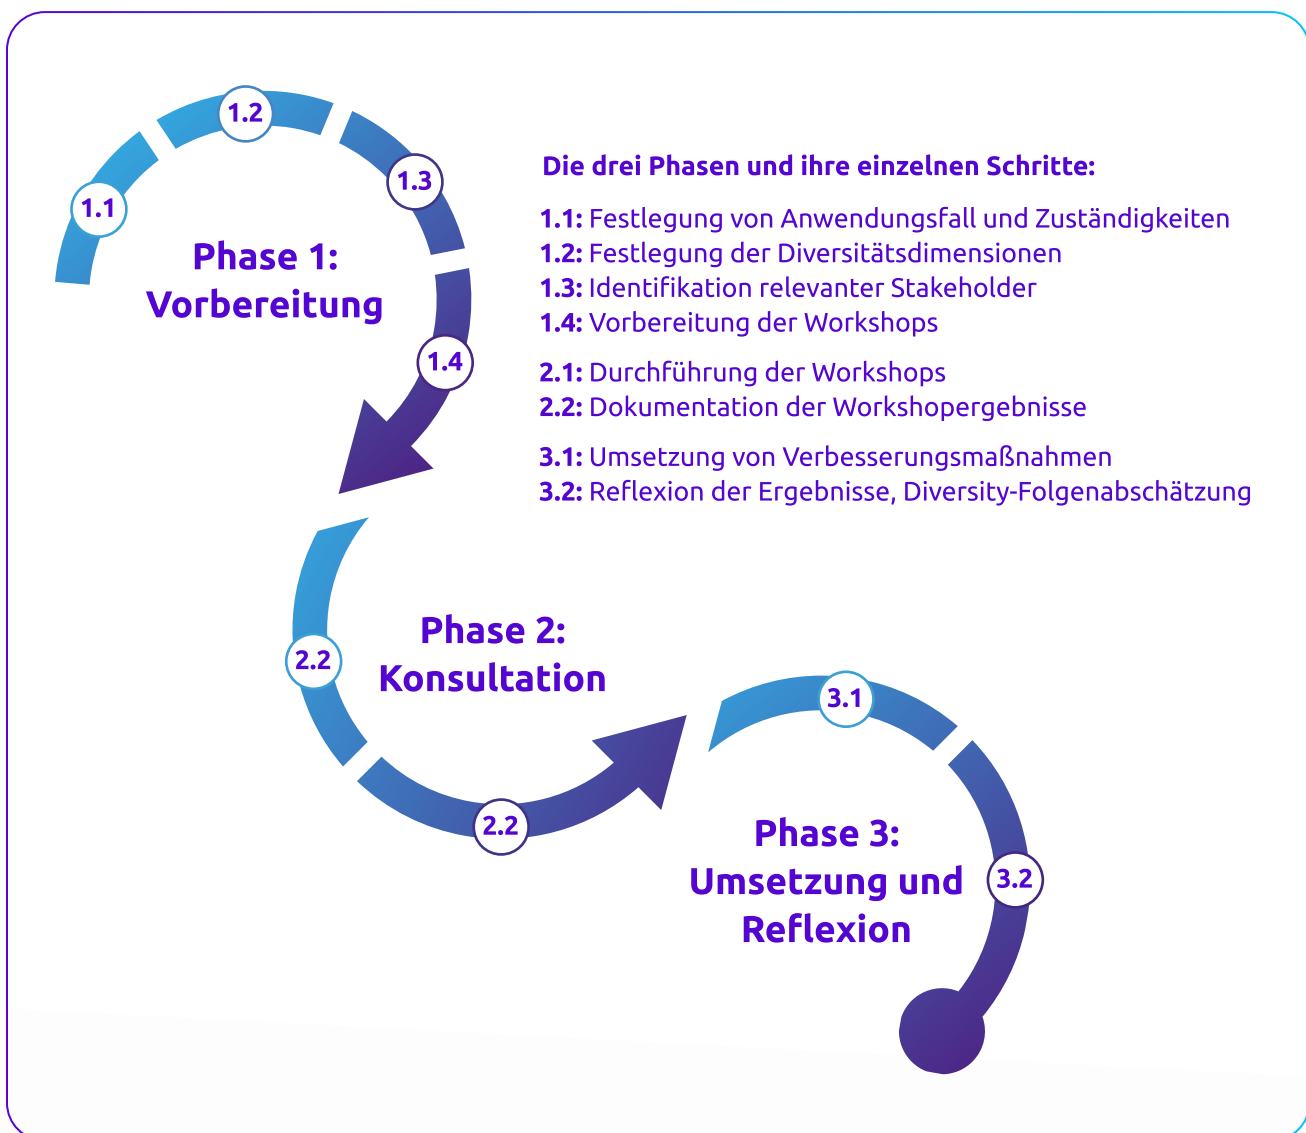 1.1
1.2
1.3
1.4
Phase 1:
Vorbereitung
Die drei Phasen und ihre einzelnen Schritte:
1.1: Festlegung von Anwendungsfall und Zuständigkeiten
1.2: Festlegung der Diversitätsdimensionen
1.3: Identifikation relevanter Stakeholder
1.4: Vorbereitung der Workshops
2.1: Durchführung der Workshops
2.2: Dokumentation der Workshopergebnisse
3.1: Umsetzung von Verbesserungsmaßnahmen
3.2: Reflexion der Ergebnisse, Diversity-Folgenabschätzung
2.2
Phase 2:
Konsultation
2.2
3.1
Phase 3:
Umsetzung und
Reflexion
3.2